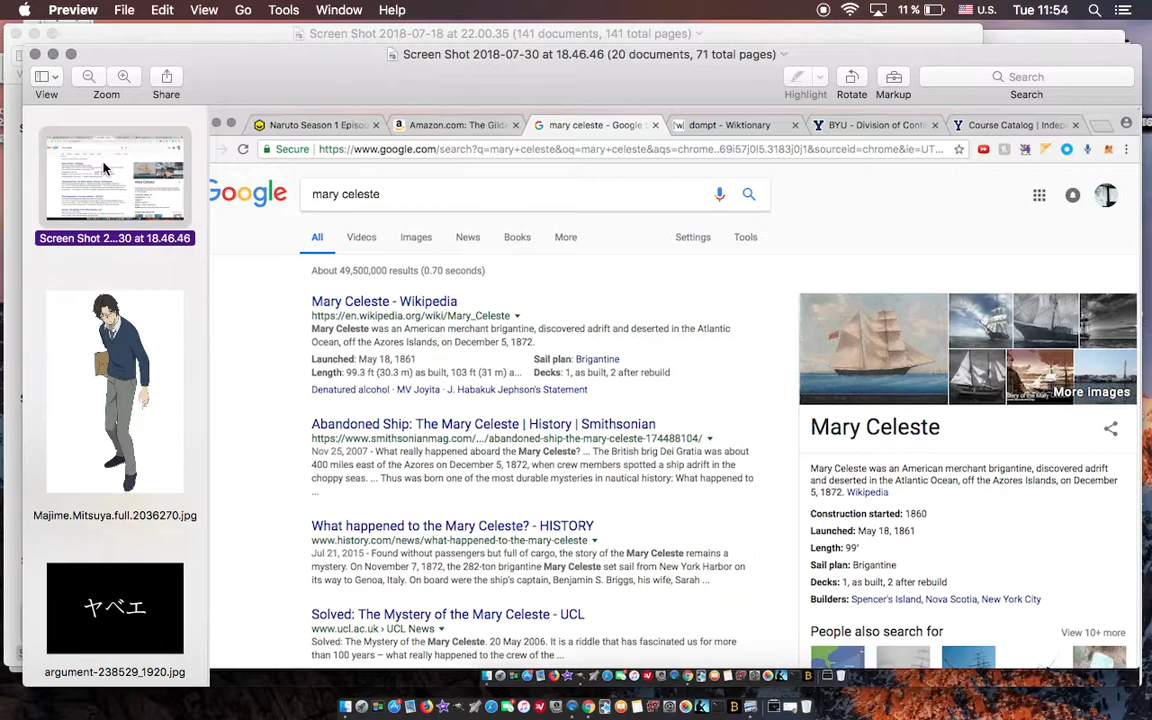 Preview File Edit View Go Tools Window Help 11 % U.S. Tue 11:54
Screen Shot 2018-07-18 at 22.00.35 (141 documents, 141 total pages)
Screen Shot 2018-07-30 at 18.46.46 (20 documents, 71 total pages)
Search
View Zoom Share Highlight Rotate Markup Search
Naruto Season 1 Episo
Amazon.com: The Gilde
mary celeste - Google S
dompt - Wiktionary
BYU - Division of Conti
Course Catalog | Indep
Secure https://www.google.com/search?q=mary+celeste&oq=mary+celeste&aqs=chrome..69i57j0l5.3183j0j1&sourceid=chrome&ie=UT...
Google mary celeste
All Videos Images News Books More Settings Tools
About 49,500,000 results (0.70 seconds)
Mary Celeste - Wikipedia
https://en.wikipedia.org/wiki/Mary_Celeste
Mary Celeste was an American merchant brigantine, discovered adrift and deserted in the Atlantic
Ocean, off the Azores Islands, on December 5, 1872.
Launched: May 18, 1861 Sail plan: Brigantine
Length: 99.3 ft (30.3 m) as built, 103 ft (31 m) a... Decks: 1, as built, 2 after rebuild
Denatured alcohol · MV Joyita · J. Habakuk Jephson's Statement
Abandoned Ship: The Mary Celeste | History | Smithsonian
https://www.smithsonianmag.com/.../abandoned-ship-the-mary-celeste-174488104/
Nov 25, 2007 - What really happened aboard the Mary Celeste? ... The British brig Dei Gratia was about
400 miles east of the Azores on December 5, 1872, when crew members spotted a ship adrift in the
choppy seas. ... Thus was born one of the most durable mysteries in nautical history: What happened to
...
What happened to the Mary Celeste? - HISTORY
https://www.history.com/news/what-happened-to-the-mary-celeste
Jul 21, 2015 - Found without passengers but full of cargo, the story of the Mary Celeste remains a
mystery. On November 7, 1872, the 282-ton brigantine Mary Celeste set sail from New York Harbor on
its way to Genoa, Italy. On board were the ship's captain, Benjamin S. Briggs, his wife, Sarah ...
Solved: The Mystery of the Mary Celeste - UCL
www.ucl.ac.uk › UCL News
Solved: The Mystery of the Mary Celeste. 20 May 2006. It is a riddle that has fascinated us for more
than 100 years – what really happened to the crew of the ...
More images
Mary Celeste
Mary Celeste was an American merchant brigantine, discovered adrift
and deserted in the Atlantic Ocean, off the Azores Islands, on December
5, 1872. Wikipedia
Construction started: 1860
Launched: May 18, 1861
Length: 99′
Sail plan: Brigantine
Decks: 1, as built, 2 after rebuild
Builders: Spencer's Island, Nova Scotia, New York City
People also search for View 10+ more
Screen Shot 2...30 at 18.46.46
Majime.Mitsuya.full.2036270.jpg
ヤベエ
argument-238529_1920.jpg